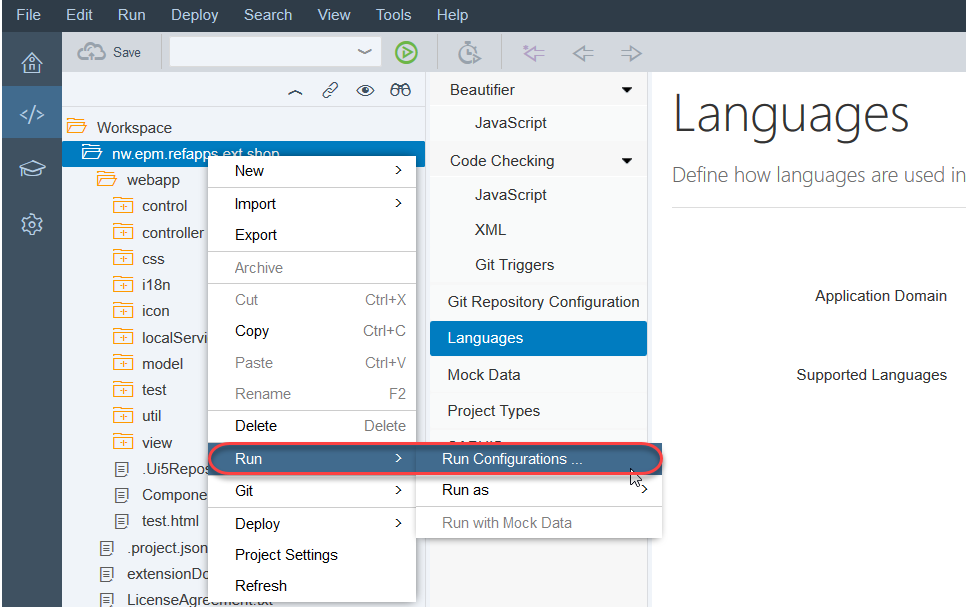 File Edit Run Deploy Search View Tools Help
Save
Workspace
nw.epm.refapps.ext.shop
webapp
control
controller
css
i18n
icon
localServi
model
test
util
view
.Ui5Repos
Compone
test.html
.project.json
extensionDo
LicenseAgreement.txt
New
Import
Export
Archive
Cut Ctrl+X
Copy Ctrl+C
Paste Ctrl+V
Rename F2
Delete Delete
Run
Git
Deploy
Project Settings
Refresh
Beautifier
JavaScript
Code Checking
JavaScript
XML
Git Triggers
Git Repository Configuration
Languages
Mock Data
Project Types
Run Configurations ...
Run as
Run with Mock Data
Languages
Define how languages are used in
Application Domain
Supported Languages